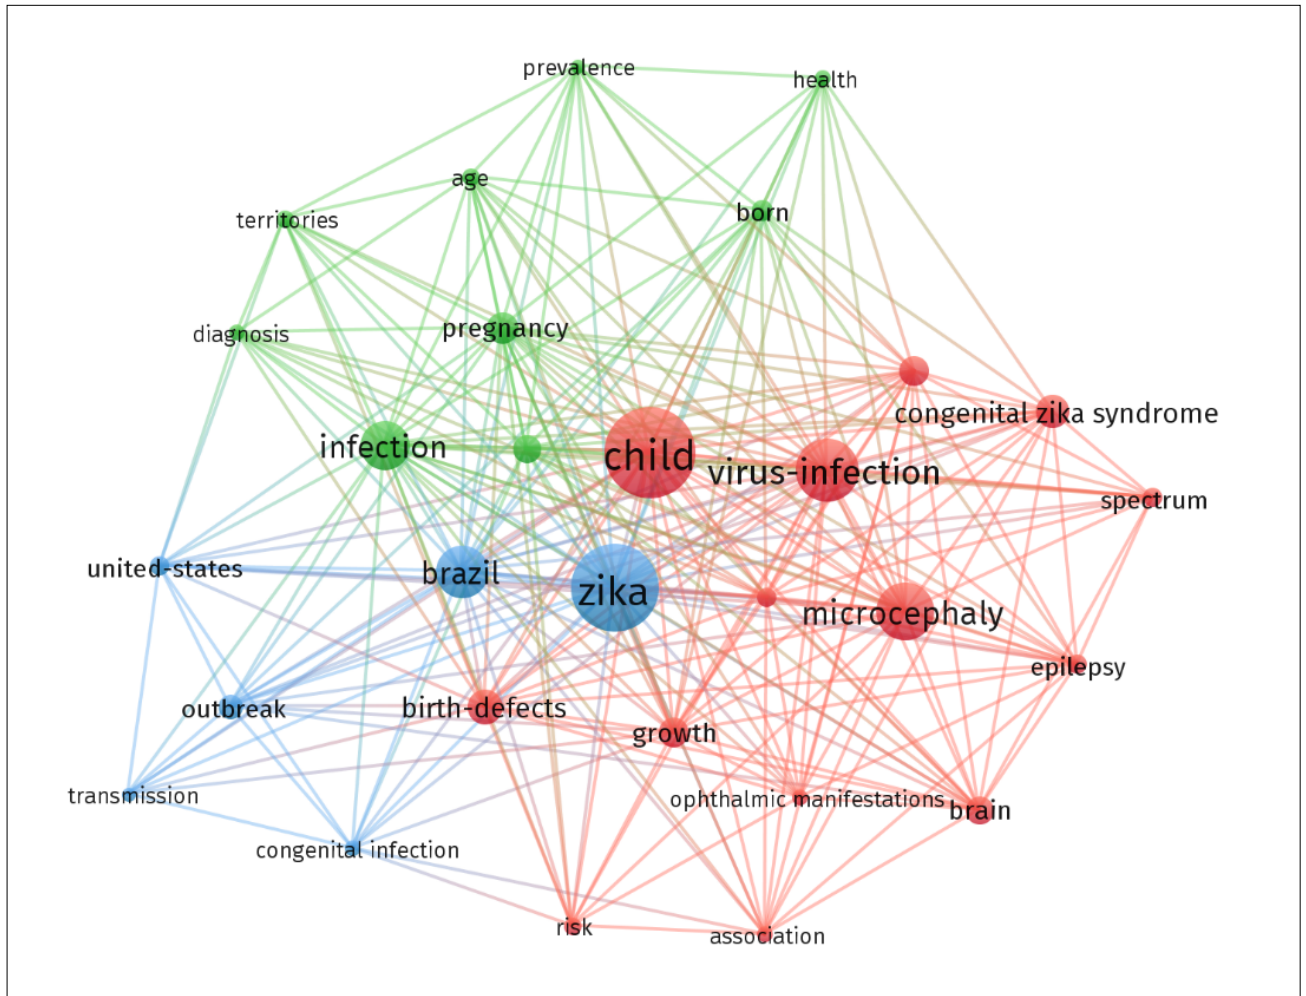 prevalence
health
age
born
territories
pregnancy
diagnosis
congenital zika syndrome
infection
child
virus-infection
spectrum
united-states
brazil
zika
microcephaly
epilepsy
outbreak
birth-defects
growth
transmission
ophthalmic manifestations
brain
congenital infection
risk
association